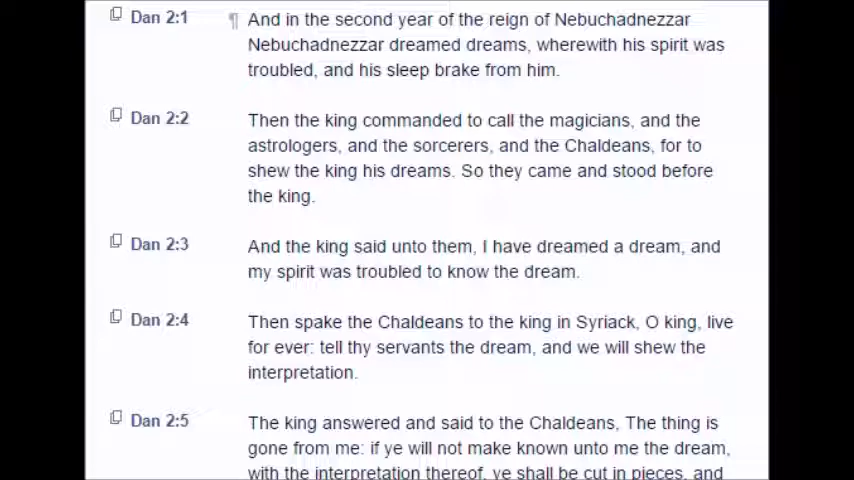 Dan 2:1 ¶ And in the second year of the reign of Nebuchadnezzar
Nebuchadnezzar dreamed dreams, wherewith his spirit was
troubled, and his sleep brake from him.
Dan 2:2 Then the king commanded to call the magicians, and the
astrologers, and the sorcerers, and the Chaldeans, for to
shew the king his dreams. So they came and stood before
the king.
Dan 2:3 And the king said unto them, I have dreamed a dream, and
my spirit was troubled to know the dream.
Dan 2:4 Then spake the Chaldeans to the king in Syriack, O king, live
for ever: tell thy servants the dream, and we will shew the
interpretation.
Dan 2:5 The king answered and said to the Chaldeans, The thing is
gone from me: if ye will not make known unto me the dream,
with the interpretation thereof, ye shall be cut in pieces, and